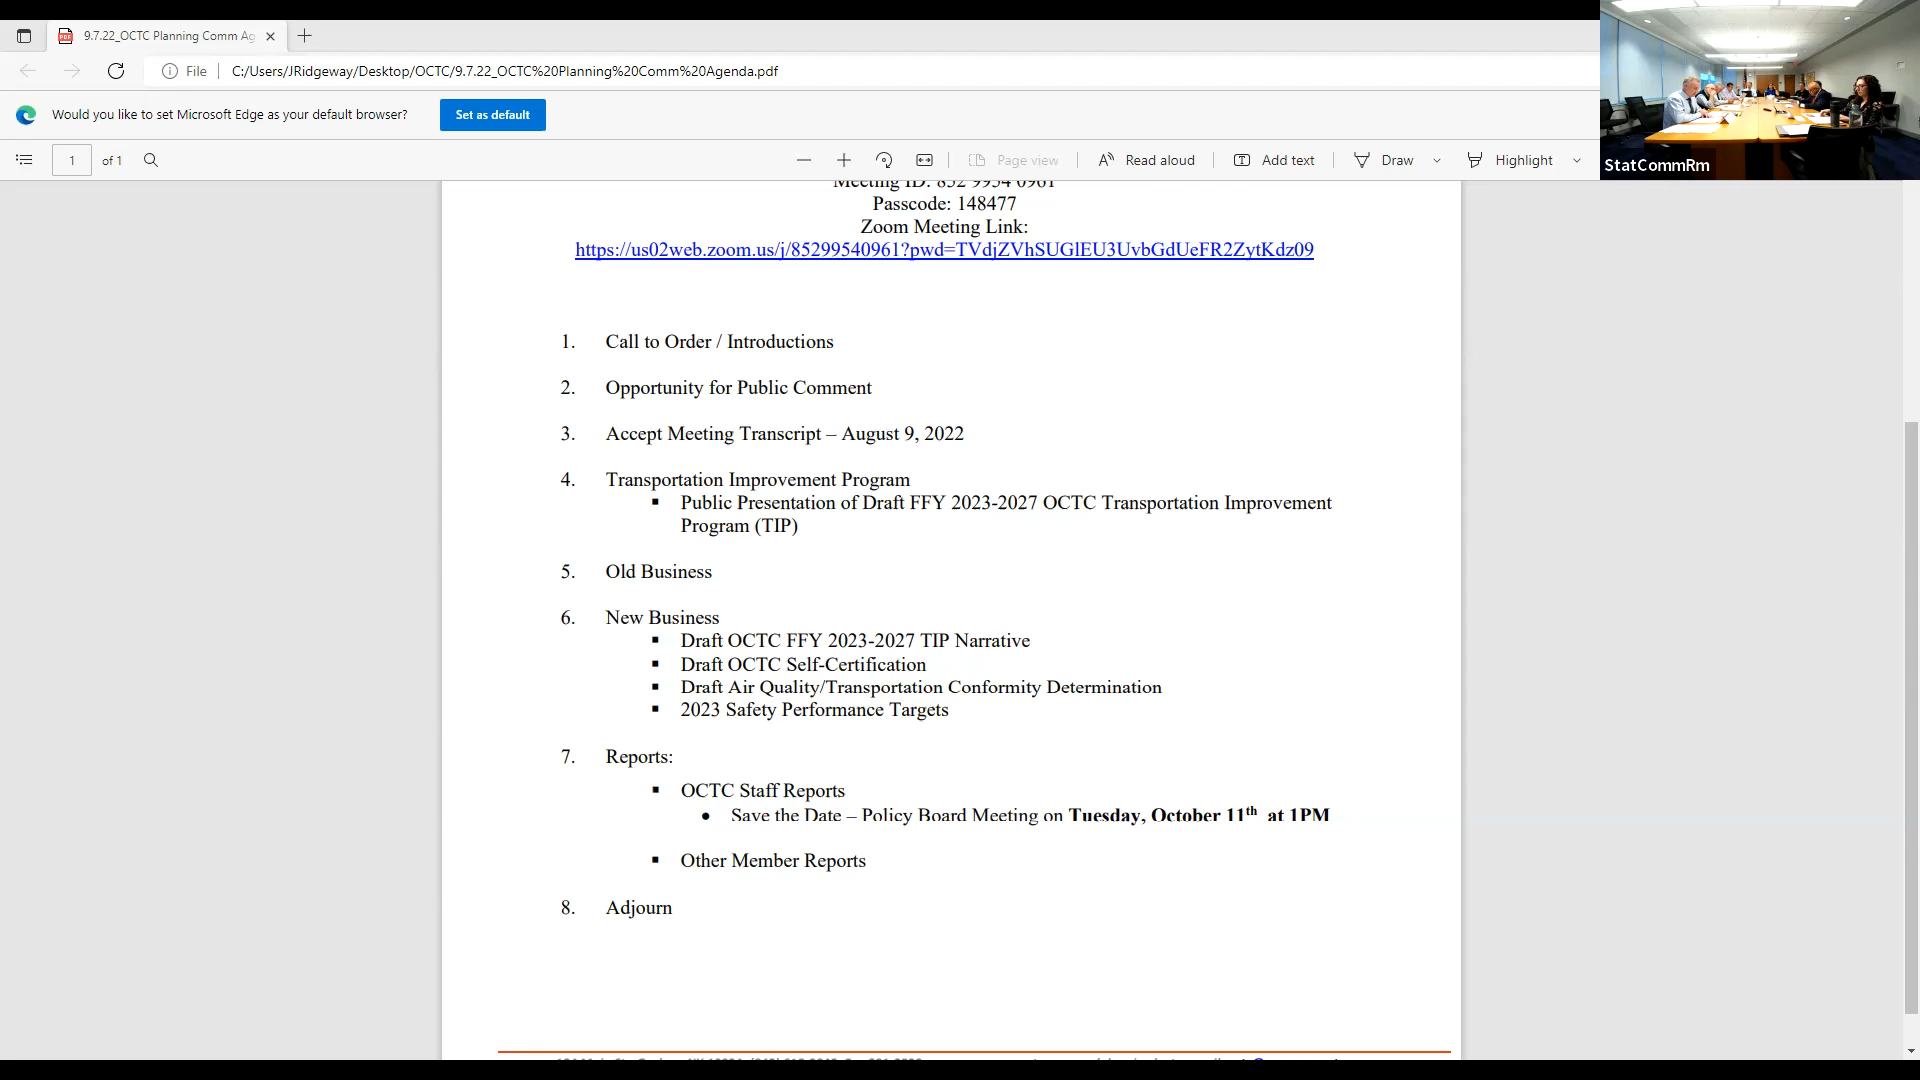 9.7.22_OCTC Planning Comm Ag
File
C:/Users/JRidgeway/Desktop/OCTC/9.7.22_OCTC%20Planning%20Comm%20Agenda.pdf
Would you like to set Microsoft Edge as your default browser?
Set as default
1 of 1
Page view
Read aloud
Add text
Draw
Highlight
StatCommRm
Meeting ID: 852 9954 0961
Passcode: 148477
Zoom Meeting Link:
https://us02web.zoom.us/j/85299540961?pwd=TVdjZVhSUGlEU3UvbGdUeFR2ZytKdz09
1. Call to Order / Introductions
2. Opportunity for Public Comment
3. Accept Meeting Transcript – August 9, 2022
4. Transportation Improvement Program
▪ Public Presentation of Draft FFY 2023-2027 OCTC Transportation Improvement
Program (TIP)
5. Old Business
6. New Business
▪ Draft OCTC FFY 2023-2027 TIP Narrative
▪ Draft OCTC Self-Certification
▪ Draft Air Quality/Transportation Conformity Determination
▪ 2023 Safety Performance Targets
7. Reports:
▪ OCTC Staff Reports
• Save the Date – Policy Board Meeting on Tuesday, October 11th at 1PM
▪ Other Member Reports
8. Adjourn